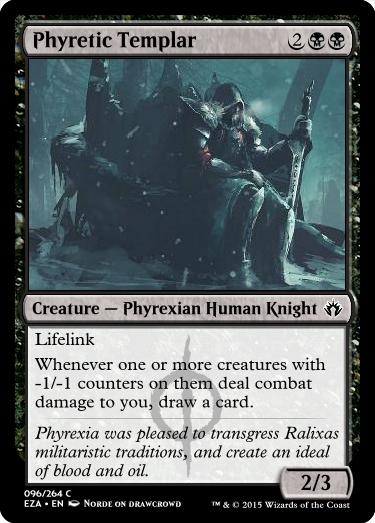 Phyretic Templar 2
Creature — Phyrexian Human Knight
Lifelink
Whenever one or more creatures with
-1/-1 counters on them deal combat
damage to you, draw a card.
Phyrexia was pleased to transgress Ralixas
militaristic traditions, and create an ideal
of blood and oil.
2/3
096/264 C
EZA • EN NORDE ON DRAWCROWD
™ & © 2015 Wizards of the Coast